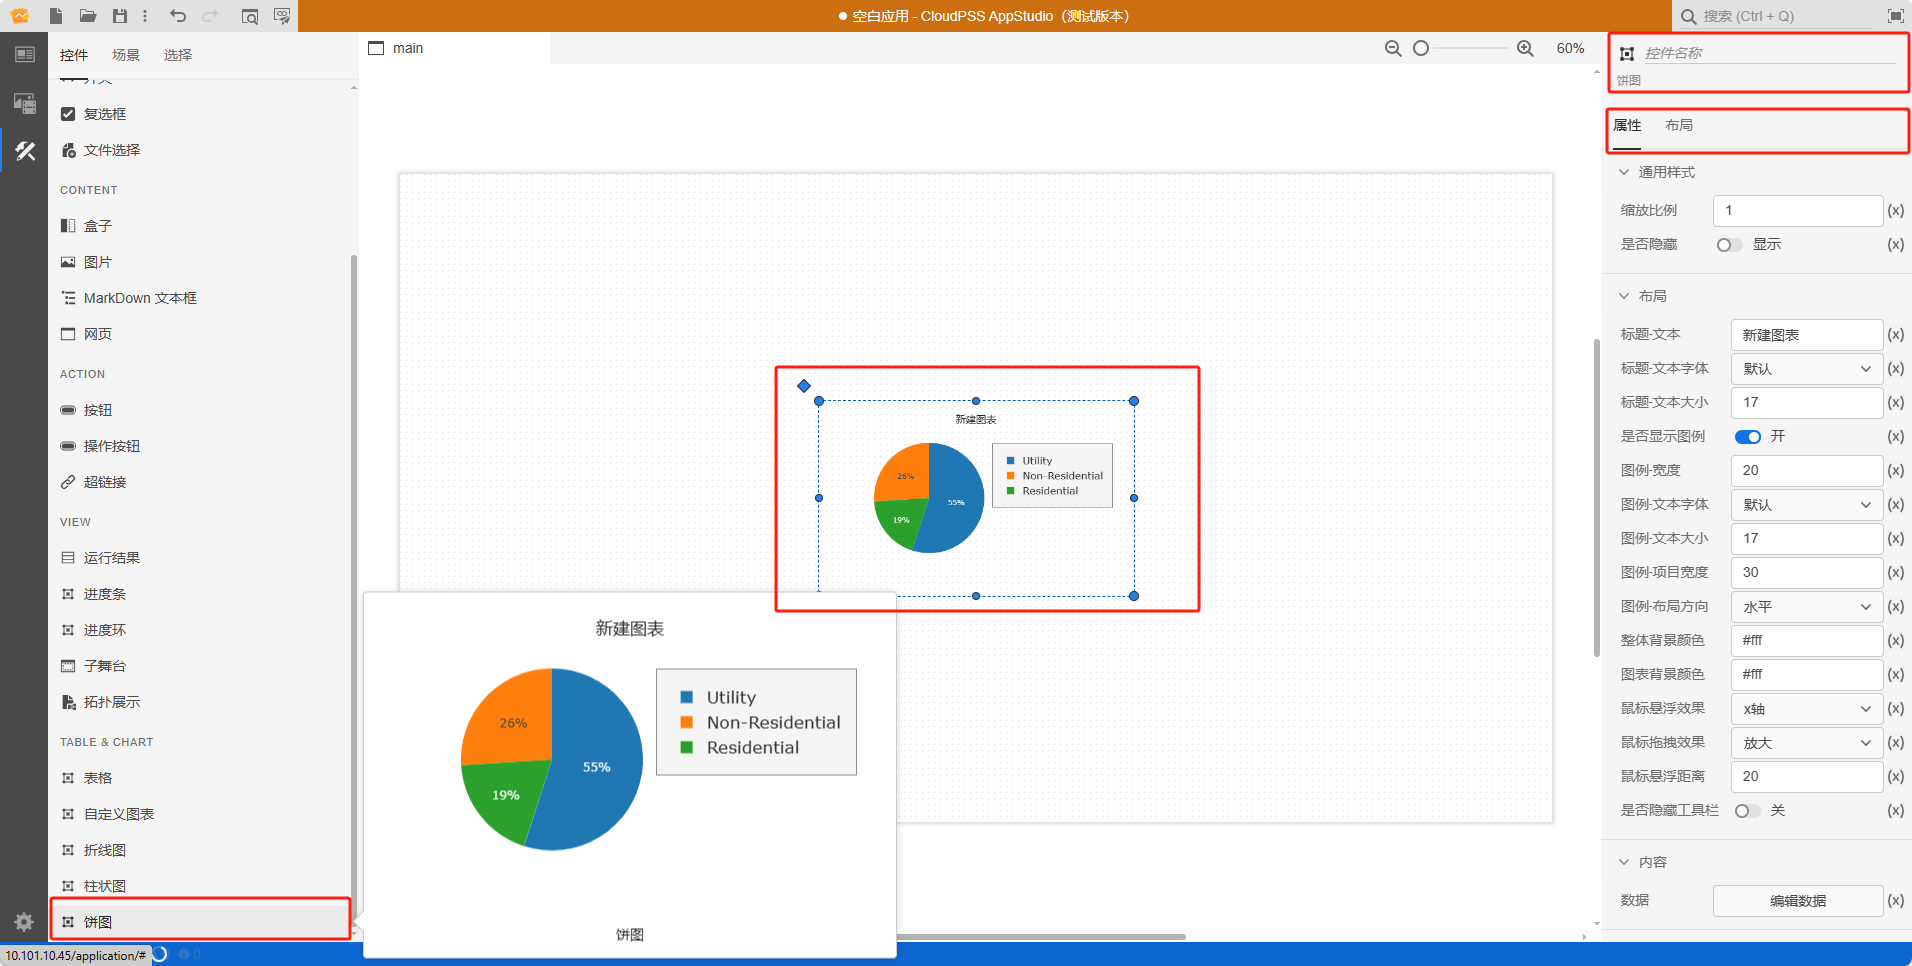 空白应用 - CloudPSS AppStudio（测试版本）
搜索 (Ctrl + Q)
控件
场景
选择
复选框
文件选择
CONTENT
盒子
图片
MarkDown 文本框
网页
ACTION
按钮
操作按钮
超链接
VIEW
运行结果
进度条
进度环
子舞台
拓扑展示
TABLE & CHART
表格
自定义图表
折线图
柱状图
饼图
10.101.10.45/application/#
0
main
60%
新建图表
26%
55%
19%
Utility
Non-Residential
Residential
新建图表
26%
55%
19%
Utility
Non-Residential
Residential
饼图
控件名称
饼图
属性
布局
通用样式
缩放比例 1 (x)
是否隐藏 显示 (x)
布局
标题-文本 新建图表 (x)
标题-文本字体 默认 (x)
标题-文本大小 17 (x)
是否显示图例 开 (x)
图例-宽度 20 (x)
图例-文本字体 默认 (x)
图例-文本大小 17 (x)
图例-项目宽度 30 (x)
图例-布局方向 水平 (x)
整体背景颜色 #fff (x)
图表背景颜色 #fff (x)
鼠标悬浮效果 x轴 (x)
鼠标拖拽效果 放大 (x)
鼠标悬浮距离 20 (x)
是否隐藏工具栏 关 (x)
内容
数据 编辑数据 (x)